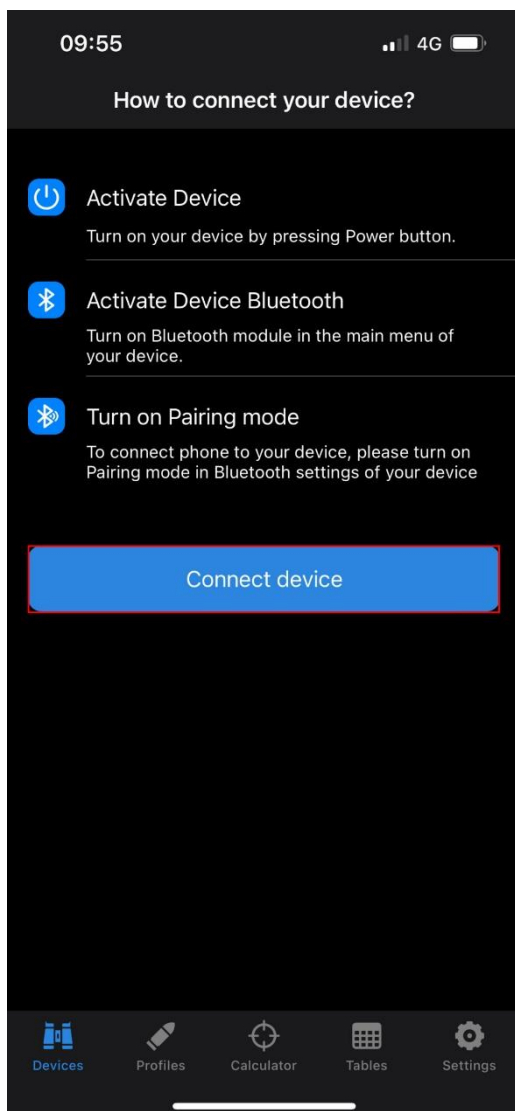 09:55
4G
How to connect your device?
Activate Device
Turn on your device by pressing Power button.
Activate Device Bluetooth
Turn on Bluetooth module in the main menu of
your device.
Turn on Pairing mode
To connect phone to your device, please turn on
Pairing mode in Bluetooth settings of your device
Connect device
Devices
Profiles
Calculator
Tables
Settings